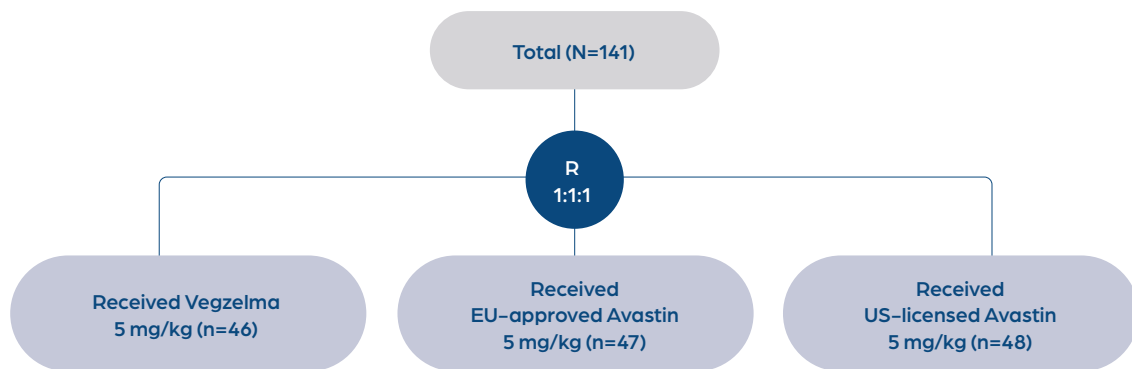 Total (N=141)
R
1:1:1
Received Vegzelma
5 mg/kg (n=46)
Received
EU-approved Avastin
5 mg/kg (n=47)
Received
US-licensed Avastin
5 mg/kg (n=48)